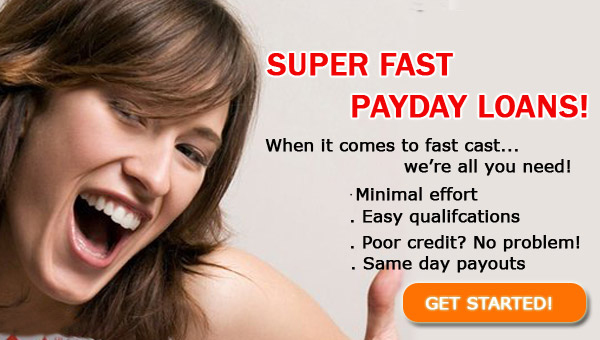 SUPER FAST
PAYDAY LOANS!
When it comes to fast cast...
we're all you need!
·Minimal effort
. Easy qualifcations
. Poor credit? No problem!
. Same day payouts
GET STARTED!